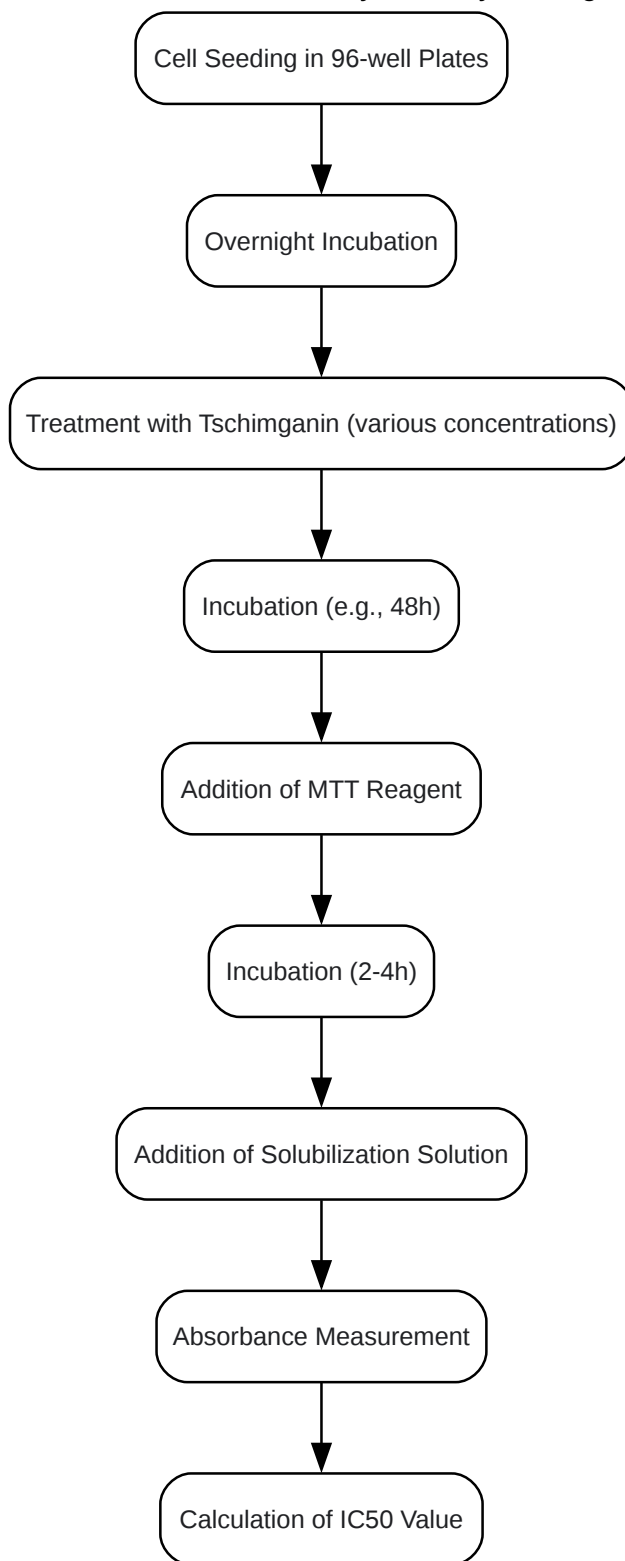 Cell Seeding in 96-well Plates
Overnight Incubation
Treatment with Tschimganin (various concentrations)
Incubation (e.g., 48h)
Addition of MTT Reagent
Incubation (2-4h)
Addition of Solubilization Solution
Absorbance Measurement
Calculation of IC50 Value